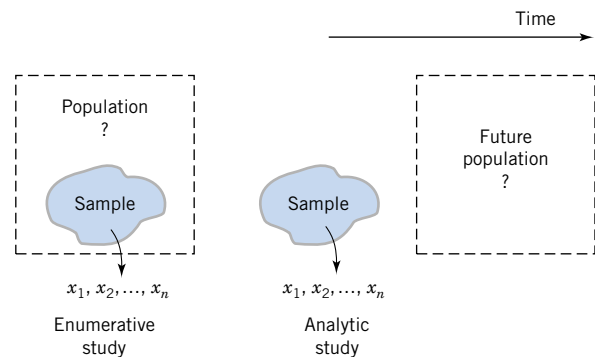 Time
Population
?
Sample
x₁, x₂,..., xₙ
Enumerative
study
Sample
x₁, x₂,..., xₙ
Analytic
study
Future
population
?